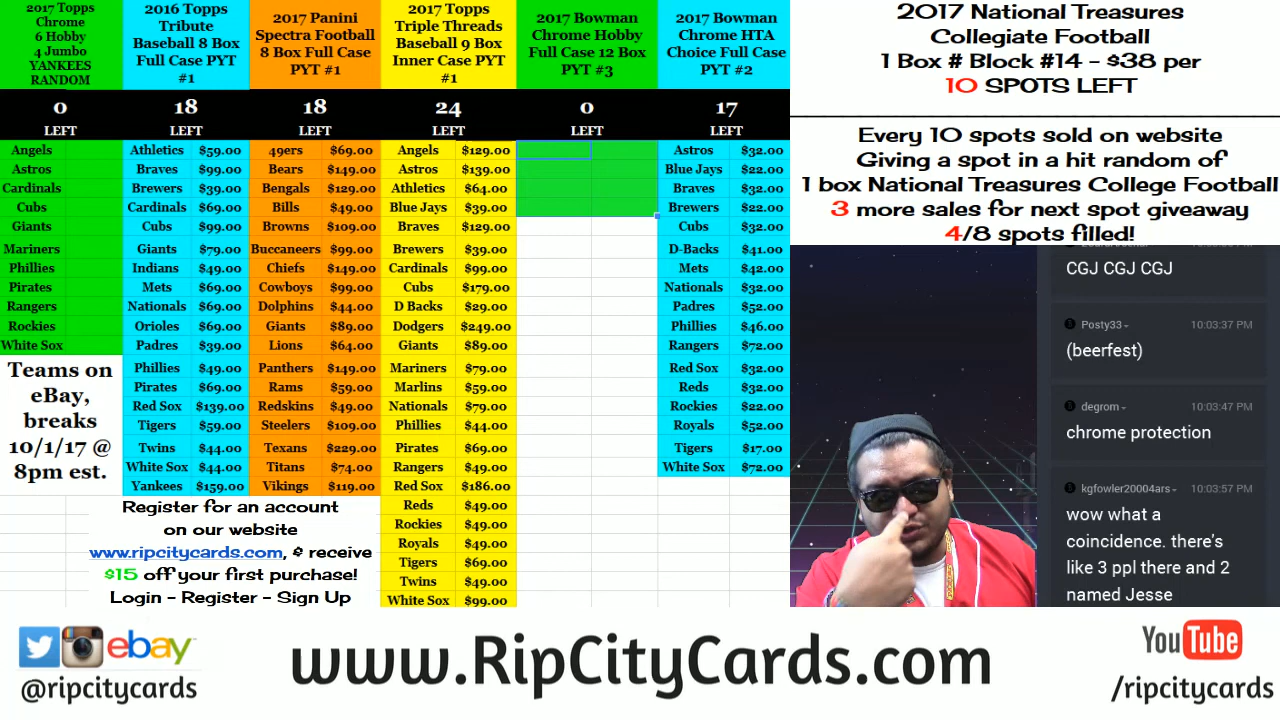 2017 Topps
Chrome
6 Hobby
4 Jumbo
YANKEES
RANDOM
0
LEFT
Angels
Astros
Cardinals
Cubs
Giants
Mariners
Phillies
Pirates
Rangers
Rockies
White Sox
Teams on
eBay,
breaks
10/1/17 @
8pm est.
2016 Topps
Tribute
Baseball 8 Box
Full Case PYT
#1
18
LEFT
Athletics $59.00
Braves $99.00
Brewers $39.00
Cardinals $69.00
Cubs $99.00
Giants $79.00
Indians $49.00
Mets $69.00
Nationals $69.00
Orioles $69.00
Padres $39.00
Phillies $49.00
Pirates $69.00
Red Sox $139.00
Tigers $59.00
Twins $44.00
White Sox $44.00
Yankees $159.00
2017 Panini
Spectra Football
8 Box Full Case
PYT #1
18
LEFT
49ers $69.00
Bears $149.00
Bengals $129.00
Bills $49.00
Browns $109.00
Buccaneers $99.00
Chiefs $149.00
Cowboys $99.00
Dolphins $44.00
Giants $89.00
Lions $64.00
Panthers $149.00
Rams $59.00
Redskins $49.00
Steelers $109.00
Texans $229.00
Titans $74.00
Vikings $119.00
Register for an account
on our website
www.ripcitycards.com, & receive
$15 off your first purchase!
Login - Register - Sign Up
2017 Topps
Triple Threads
Baseball 9 Box
Inner Case PYT
#1
24
LEFT
Angels $129.00
Astros $139.00
Athletics $64.00
Blue Jays $39.00
Braves $129.00
Brewers $39.00
Cardinals $99.00
Cubs $179.00
D Backs $29.00
Dodgers $249.00
Giants $89.00
Mariners $79.00
Marlins $59.00
Nationals $79.00
Phillies $44.00
Pirates $69.00
Rangers $49.00
Red Sox $186.00
Reds $49.00
Rockies $49.00
Royals $49.00
Tigers $69.00
Twins $49.00
White Sox $99.00
2017 Bowman
Chrome Hobby
Full Case 12 Box
PYT #3
0
LEFT
2017 Bowman
Chrome HTA
Choice Full Case
PYT #2
17
LEFT
Astros $32.00
Blue Jays $22.00
Braves $32.00
Brewers $22.00
Cubs $32.00
D-Backs $41.00
Mets $42.00
Nationals $32.00
Padres $52.00
Phillies $46.00
Rangers $72.00
Red Sox $32.00
Reds $32.00
Rockies $22.00
Royals $52.00
Tigers $17.00
White Sox $72.00
2017 National Treasures
Collegiate Football
1 Box # Block #14 - $38 per
10 SPOTS LEFT
Every 10 spots sold on website
Giving a spot in a hit random of
1 box National Treasures College Football
3 more sales for next spot giveaway
4/8 spots filled!
CGJ CGJ CGJ
Posty33 10:03:37 PM
(beerfest)
degrom 10:03:47 PM
chrome protection
kgfowler20004ars 10:03:57 PM
wow what a
coincidence. there's
like 3 ppl there and 2
named Jesse
ebay
@ripcitycards
www.RipCityCards.com
YouTube
/ripcitycards